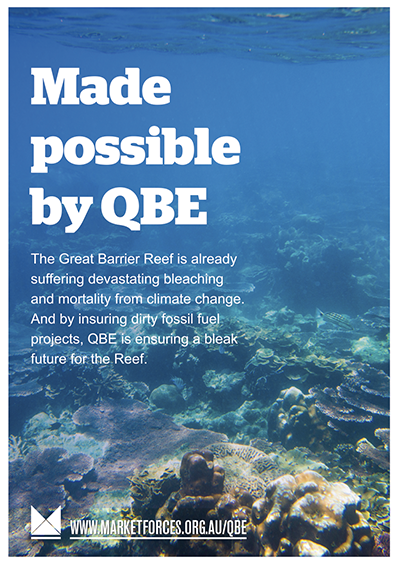 Made
possible
by QBE
The Great Barrier Reef is already
suffering devastating bleaching
and mortality from climate change.
And by insuring dirty fossil fuel
projects, QBE is ensuring a bleak
future for the Reef.
WWW.MARKETFORCES.ORG.AU/QBE